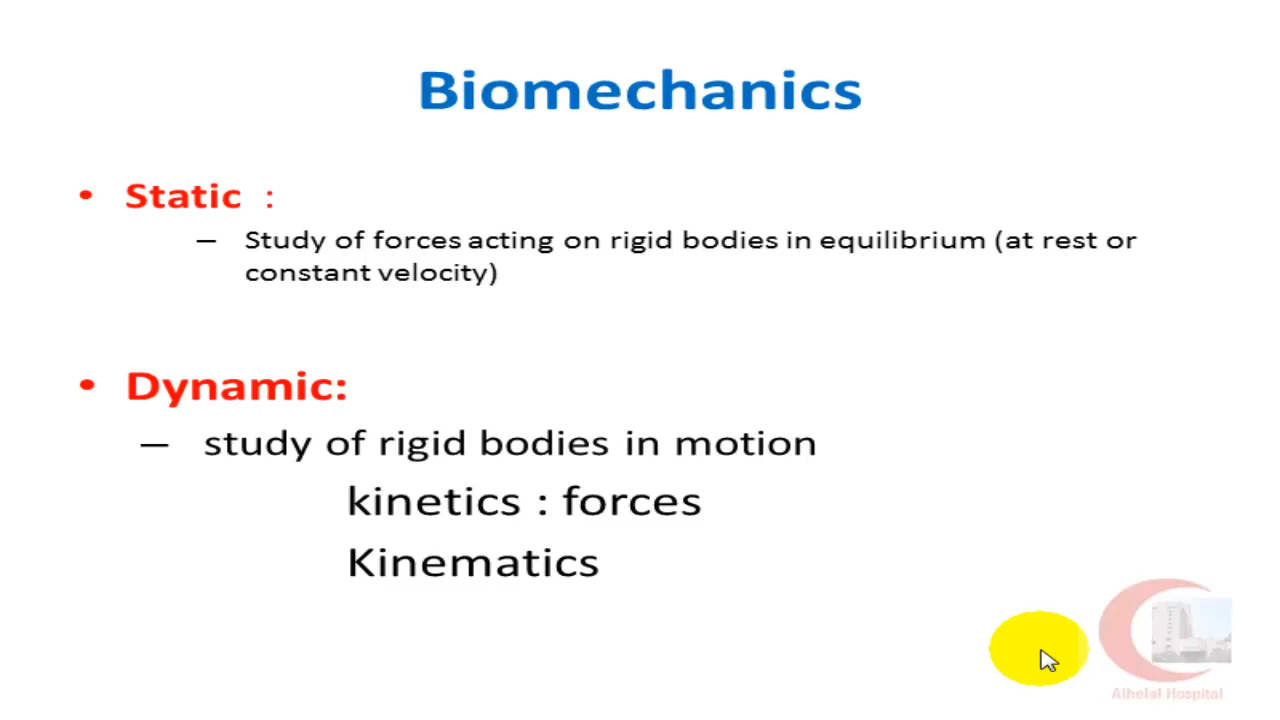 Biomechanics
• Static :
– Study of forces acting on rigid bodies in equilibrium (at rest or
constant velocity)
• Dynamic:
– study of rigid bodies in motion
kinetics : forces
Kinematics
Alhelal Hospital